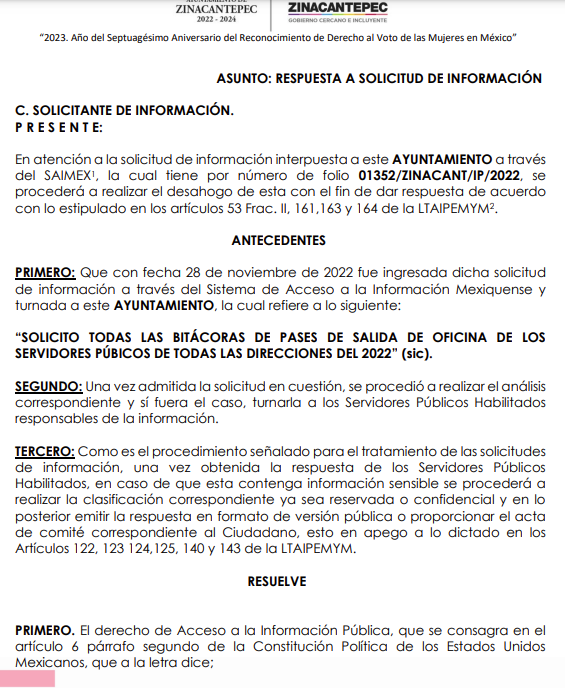 ZINACANTEPEC
2022 - 2024
ZINACANTEPEC
GOBIERNO CERCANO E INCLUYENTE
“2023. Año del Septuagésimo Aniversario del Reconocimiento de Derecho al Voto de las Mujeres en México”
ASUNTO: RESPUESTA A SOLICITUD DE INFORMACIÓN
C. SOLICITANTE DE INFORMACIÓN.
P R E S E N T E:
En atención a la solicitud de información interpuesta a este AYUNTAMIENTO a través
del SAIMEX¹, la cual tiene por número de folio 01352/ZINACANT/IP/2022, se
procederá a realizar el desahogo de esta con el fin de dar respuesta de acuerdo
con lo estipulado en los artículos 53 Frac. II, 161,163 y 164 de la LTAIPEMYM².
ANTECEDENTES
PRIMERO: Que con fecha 28 de noviembre de 2022 fue ingresada dicha solicitud
de información a través del Sistema de Acceso a la Información Mexiquense y
turnada a este AYUNTAMIENTO, la cual refiere a lo siguiente:
“SOLICITO TODAS LAS BITÁCORAS DE PASES DE SALIDA DE OFICINA DE LOS
SERVIDORES PÚBICOS DE TODAS LAS DIRECCIONES DEL 2022” (sic).
SEGUNDO: Una vez admitida la solicitud en cuestión, se procedió a realizar el análisis
correspondiente y sí fuera el caso, turnarla a los Servidores Públicos Habilitados
responsables de la información.
TERCERO: Como es el procedimiento señalado para el tratamiento de las solicitudes
de información, una vez obtenida la respuesta de los Servidores Públicos
Habilitados, en caso de que esta contenga información sensible se procederá a
realizar la clasificación correspondiente ya sea reservada o confidencial y en lo
posterior emitir la respuesta en formato de versión pública o proporcionar el acta
de comité correspondiente al Ciudadano, esto en apego a lo dictado en los
Artículos 122, 123 124,125, 140 y 143 de la LTAIPEMYM.
RESUELVE
PRIMERO. El derecho de Acceso a la Información Pública, que se consagra en el
artículo 6 párrafo segundo de la Constitución Política de los Estados Unidos
Mexicanos, que a la letra dice;